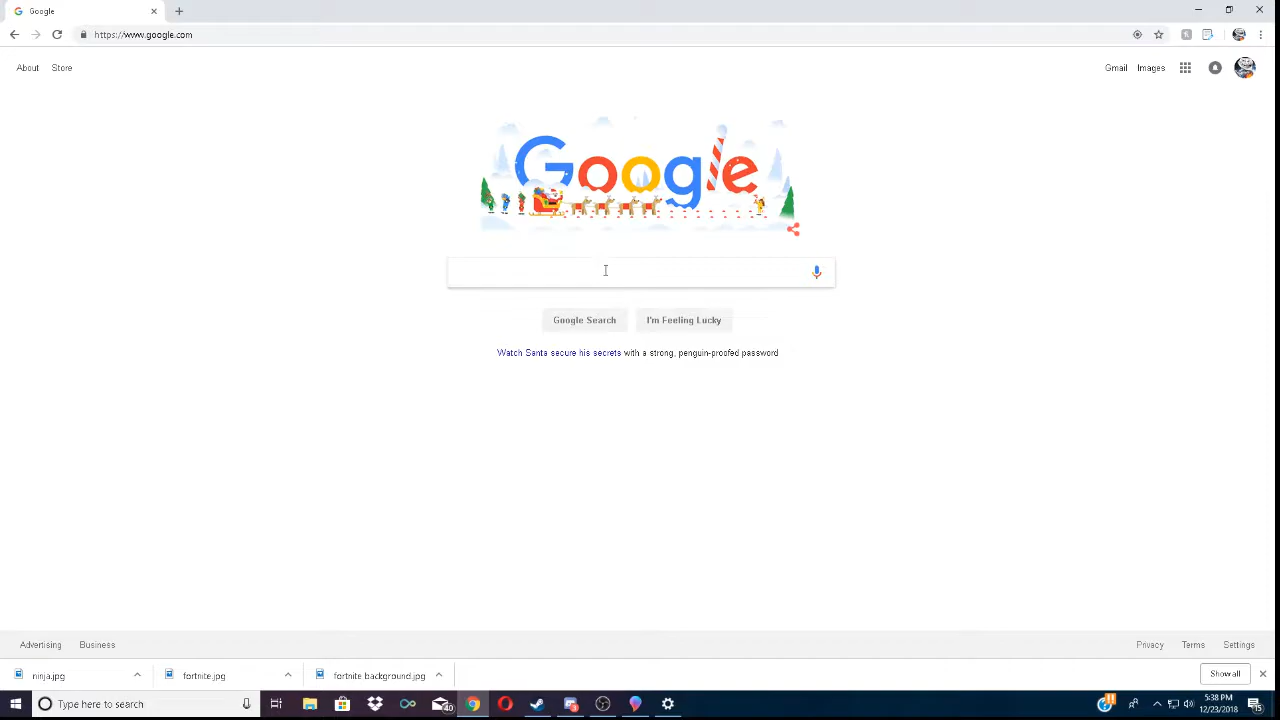 Google
https://www.google.com
About Store
Gmail Images
Google
Google Search I'm Feeling Lucky
Watch Santa secure his secrets with a strong, penguin-proofed password
Advertising Business
Privacy Terms Settings
ninja.jpg fortnite.jpg fortnite background.jpg
Show all
Type here to search
40
5:38 PM
12/23/2018
15